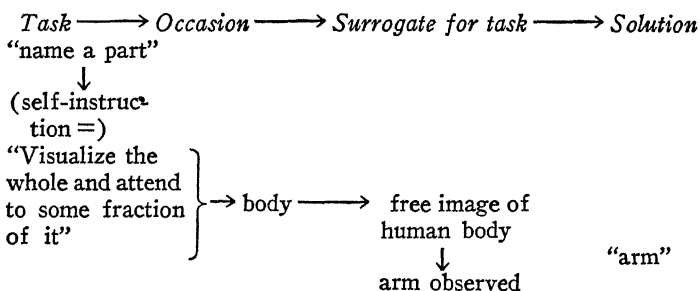 Task → Occasion → Surrogate for task → Solution
“name a part”
↓
(self-instruc-
tion =)
“Visualize the
whole and attend
to some fraction
of it”
} → body → free image of
human body
↓
arm observed
“arm”